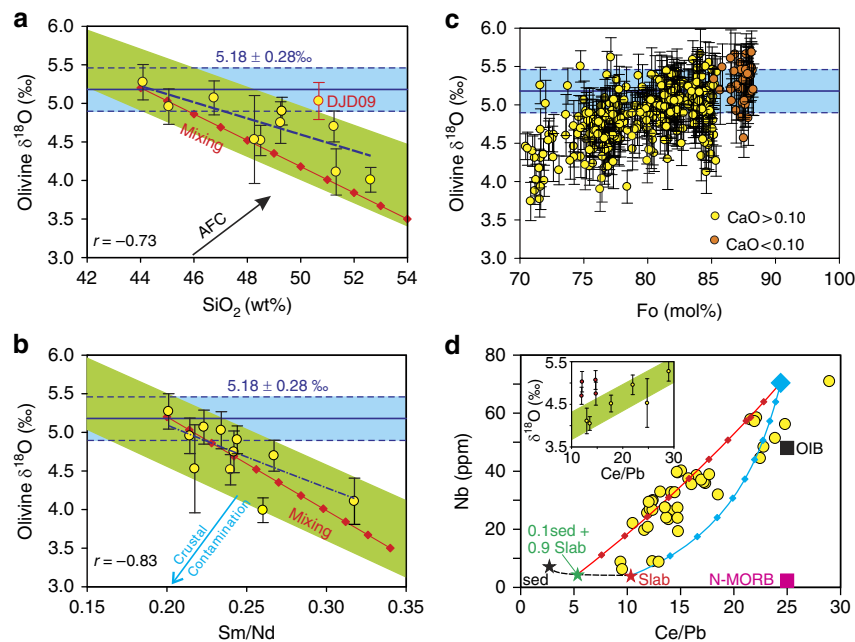 a
6.0
5.5
5.0
4.5
4.0
3.5
3.0
Olivine δ18O (‰)
5.18 ± 0.28‰
DJD09
Mixing
AFC
r = –0.73
42 44 46 48 50 52 54
SiO2 (wt%)
b
6.0
5.5
5.0
4.5
4.0
3.5
3.0
Olivine δ18O (‰)
5.18 ± 0.28 ‰
Mixing
Crustal
Contamination
r = –0.83
0.15 0.20 0.25 0.30 0.35
Sm/Nd
c
6.0
5.5
5.0
4.5
4.0
3.5
3.0
Olivine δ18O (‰)
CaO>0.10
CaO<0.10
70 75 80 85 90 95 100
Fo (mol%)
d
80
60
40
20
0
Nb (ppm)
5.5
4.5
3.5
δ18O (‰)
10 14 18 22 26 30
Ce/Pb
OIB
0.1sed +
0.9 Slab
sed
Slab
N-MORB
0 5 10 15 20 25 30
Ce/Pb